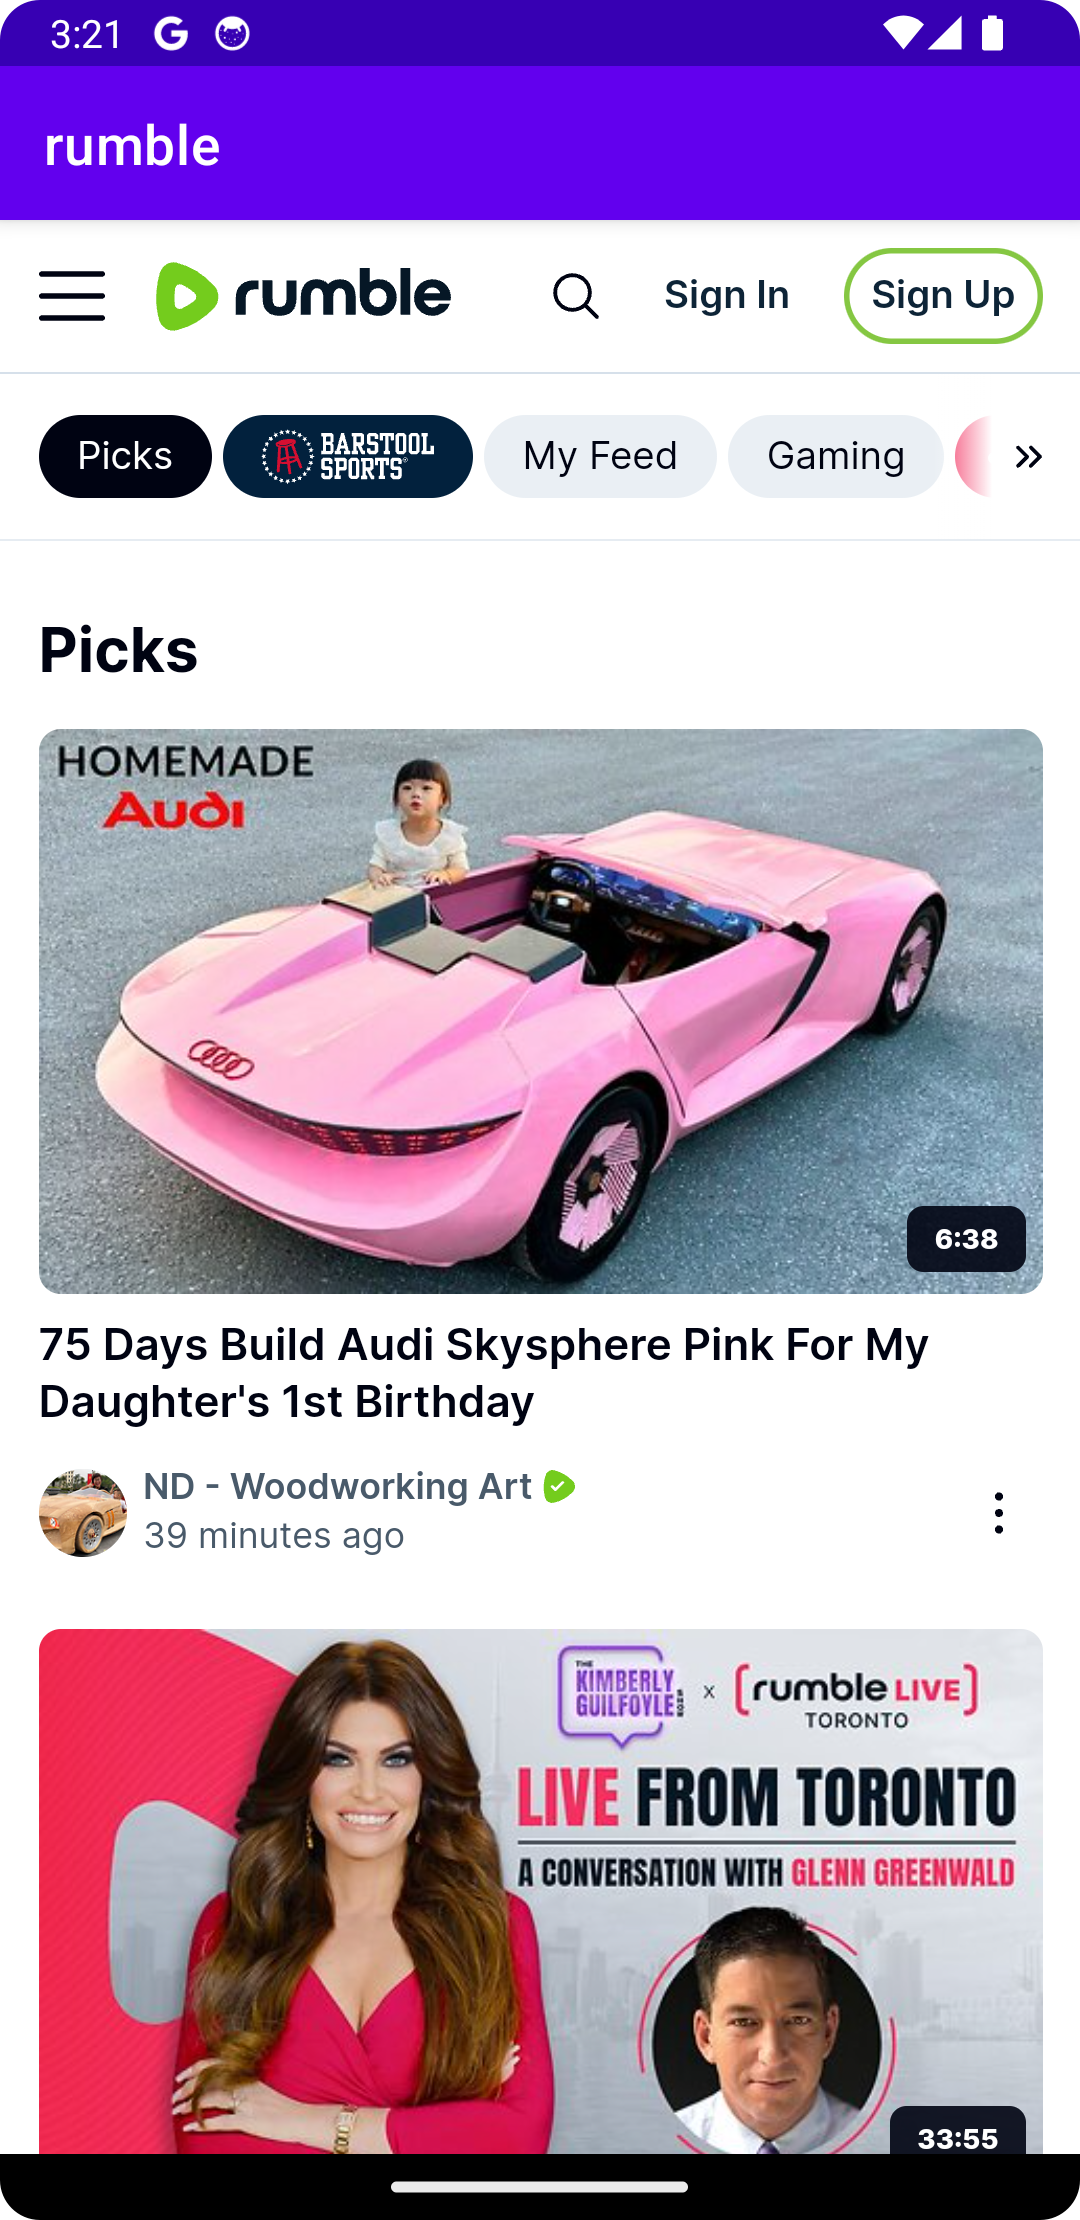 3:21
rumble
rumble
Sign In
Sign Up
Picks
BARSTOOL
SPORTS
My Feed
Gaming
Picks
HOMEMADE
Audi
6:38
75 Days Build Audi Skysphere Pink For My
Daughter's 1st Birthday
ND - Woodworking Art
39 minutes ago
THE
KIMBERLY
GUILFOYLE
SHOW
x
rumble LIVE
TORONTO
LIVE FROM TORONTO
A CONVERSATION WITH GLENN GREENWALD
33:55